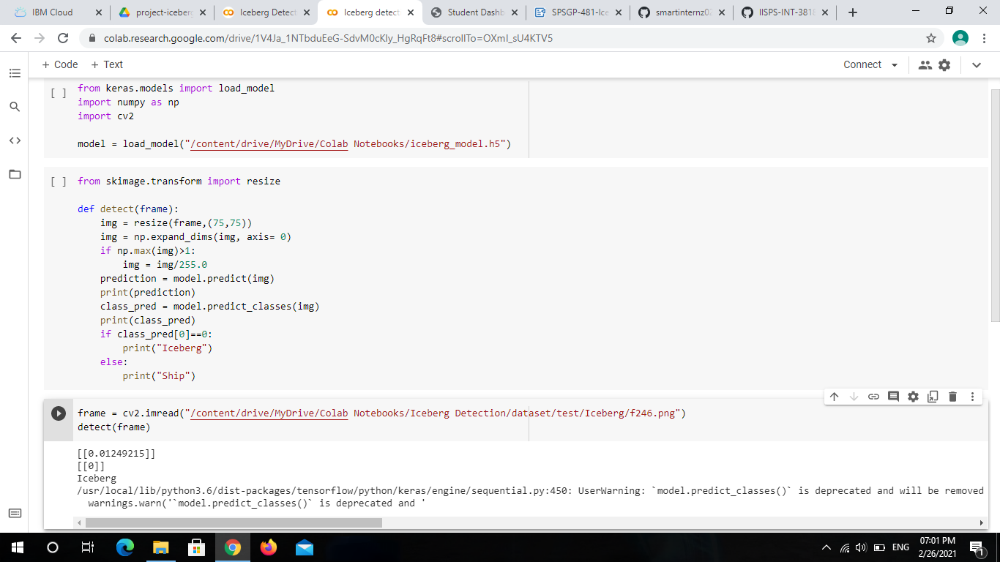 IBM Cloud
project-iceberg
Iceberg Detect
Iceberg detect
Student Dashb
SPSGP-481-Ice
smartinternz02
IISPS-INT-3818
colab.research.google.com/drive/1V4Ja_1NTbduEeG-SdvM0cKly_HgRqFt8#scrollTo=OXmI_sU4KTV5
+ Code + Text
Connect
[ ] from keras.models import load_model
import numpy as np
import cv2
model = load_model("/content/drive/MyDrive/Colab Notebooks/iceberg_model.h5")
[ ] from skimage.transform import resize
def detect(frame):
img = resize(frame,(75,75))
img = np.expand_dims(img, axis= 0)
if np.max(img)>1:
img = img/255.0
prediction = model.predict(img)
print(prediction)
class_pred = model.predict_classes(img)
print(class_pred)
if class_pred[0]==0:
print("Iceberg")
else:
print("Ship")
frame = cv2.imread("/content/drive/MyDrive/Colab Notebooks/Iceberg Detection/dataset/test/Iceberg/f246.png")
detect(frame)
[[0.01249215]]
[[0]]
Iceberg
/usr/local/lib/python3.6/dist-packages/tensorflow/python/keras/engine/sequential.py:450: UserWarning: `model.predict_classes()` is deprecated and will be removed
warnings.warn('`model.predict_classes()` is deprecated and '
ENG
07:01 PM
2/26/2021
1